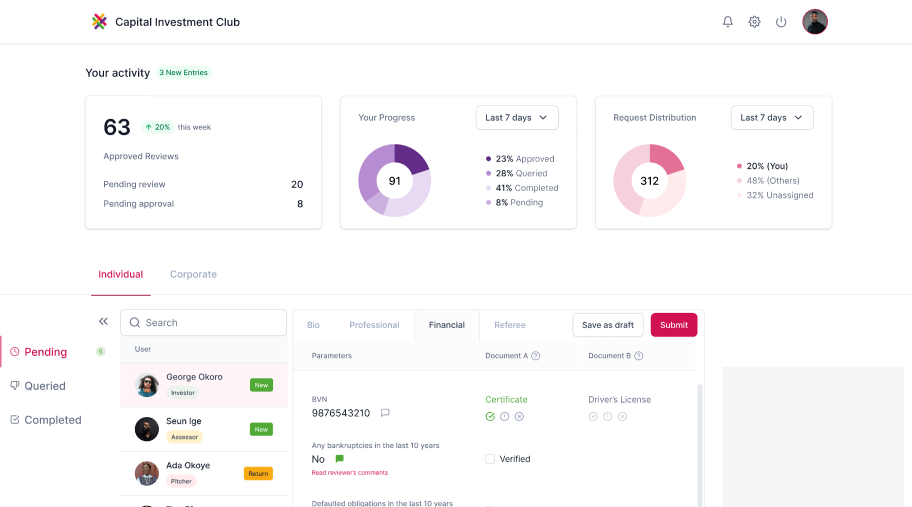 Capital Investment Club
Your activity
3 New Entries
63
20%
this week
Approved Reviews
Pending review
20
Pending approval
8
Your Progress
Last 7 days
91
23% Approved
28% Queried
41% Completed
8% Pending
Request Distribution
Last 7 days
312
20% (You)
48% (Others)
32% Unassigned
Individual
Corporate
Pending
5
Queried
Completed
Search
User
George Okoro
Investor
New
Seun Ige
Assessor
New
Ada Okoye
Pitcher
Return
Bio
Professional
Financial
Referee
Save as draft
Submit
Parameters
Document A
Document B
BVN
9876543210
Certificate
Driver's License
Any bankruptcies in the last 10 years
No
Read reviewer's comments
Verified
Defaulted obligations in the last 10 years